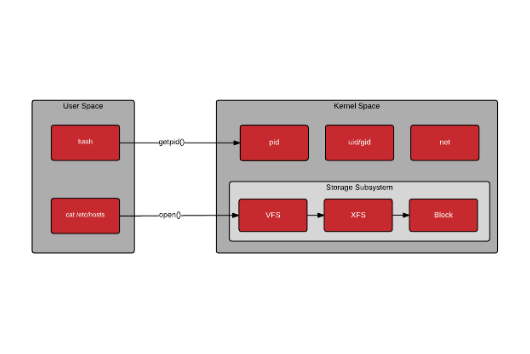 User Space
Kernel Space
bash
getpid()
pid
uid/gid
net
Storage Subsystem
cat /etc/hosts
open()
VFS
XFS
Block